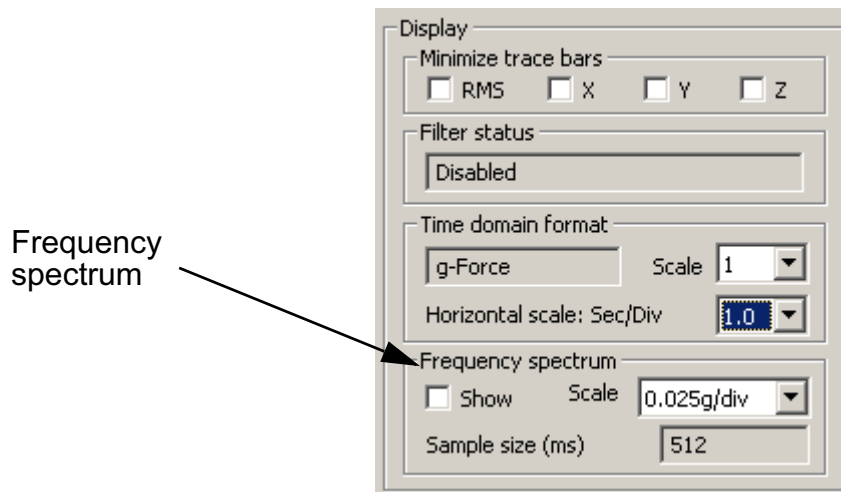 Display
Minimize trace bars
RMS X Y Z
Filter status
Disabled
Time domain format
g-Force Scale 1
Horizontal scale: Sec/Div 1.0
Frequency
spectrum
Frequency spectrum
Show Scale 0.025g/div
Sample size (ms) 512